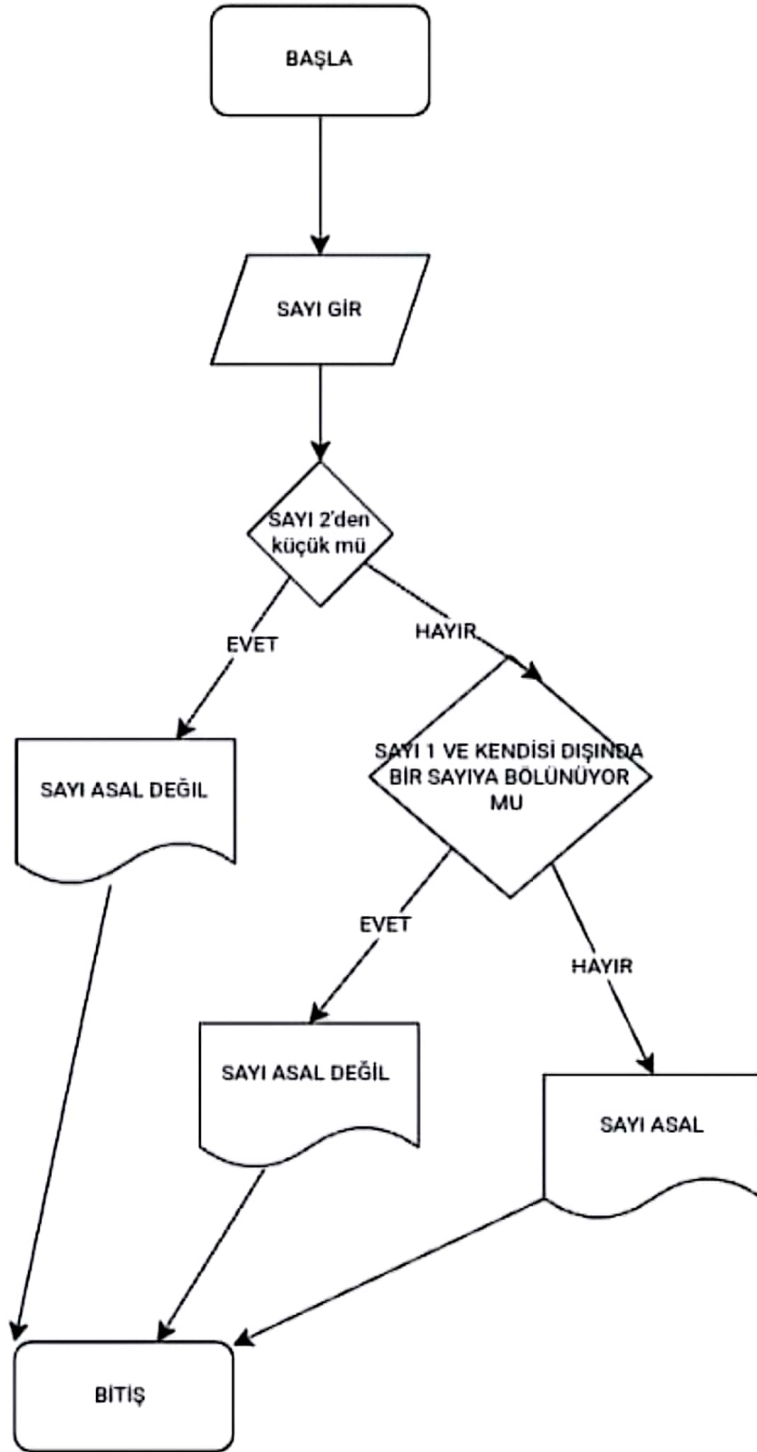 BAŞLA
SAYI GİR
SAYI 2'den
küçük mü
EVET
HAYIR
SAYI ASAL DEĞIL
SAYI 1 VE KENDİSİ DIŞINDA
BİR SAYIYA BÖLÜNÜYOR
MU
EVET
HAYIR
SAYI ASAL DEĞİL
SAYI ASAL
BİTİŞ